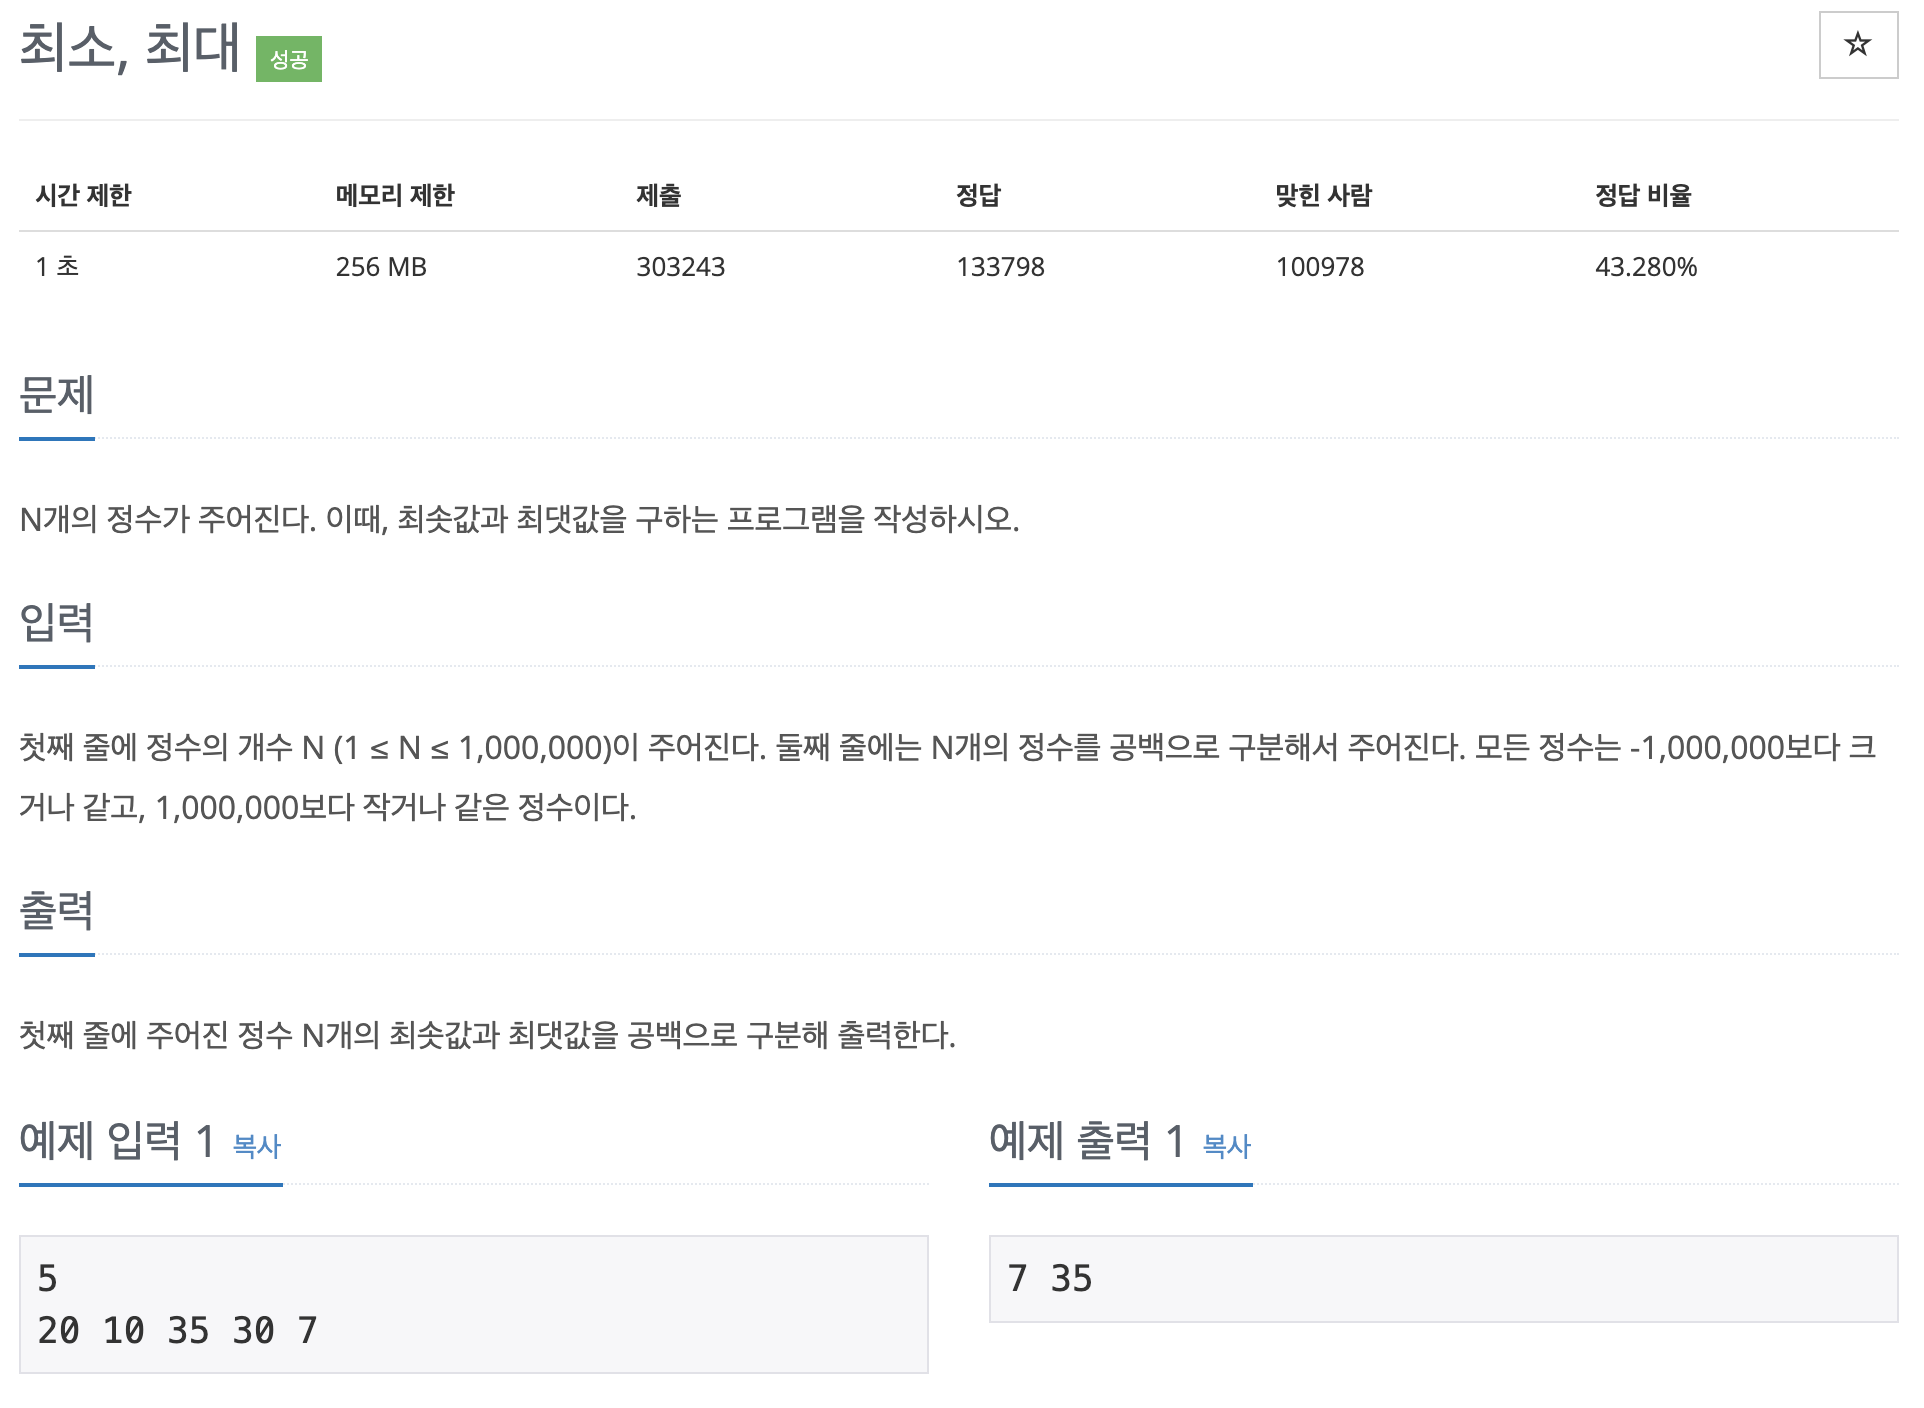 최소, 최대 성공
시간 제한 메모리 제한 제출 정답 맞힌 사람 정답 비율
1 초 256 MB 303243 133798 100978 43.280%
문제
N개의 정수가 주어진다. 이때, 최솟값과 최댓값을 구하는 프로그램을 작성하시오.
입력
첫째 줄에 정수의 개수 N (1 ≤ N ≤ 1,000,000)이 주어진다. 둘째 줄에는 N개의 정수를 공백으로 구분해서 주어진다. 모든 정수는 -1,000,000보다 크
거나 같고, 1,000,000보다 작거나 같은 정수이다.
출력
첫째 줄에 주어진 정수 N개의 최솟값과 최댓값을 공백으로 구분해 출력한다.
예제 입력 1 복사
5
20 10 35 30 7
예제 출력 1 복사
7 35